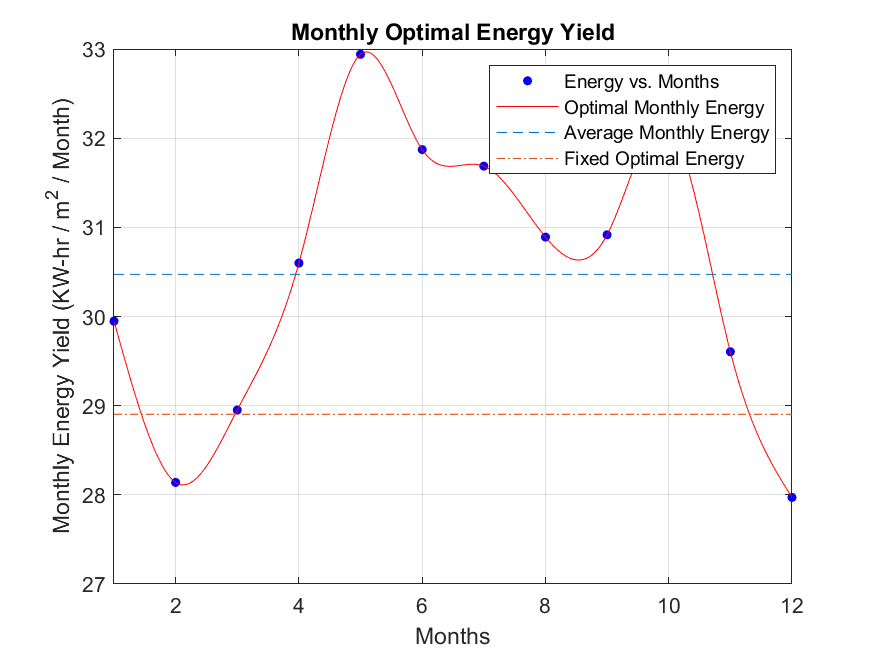 Monthly Optimal Energy Yield
33
32
31
30
29
28
27
Monthly Energy Yield (KW-hr / m² / Month)
Energy vs. Months
Optimal Monthly Energy
Average Monthly Energy
Fixed Optimal Energy
2 4 6 8 10 12
Months